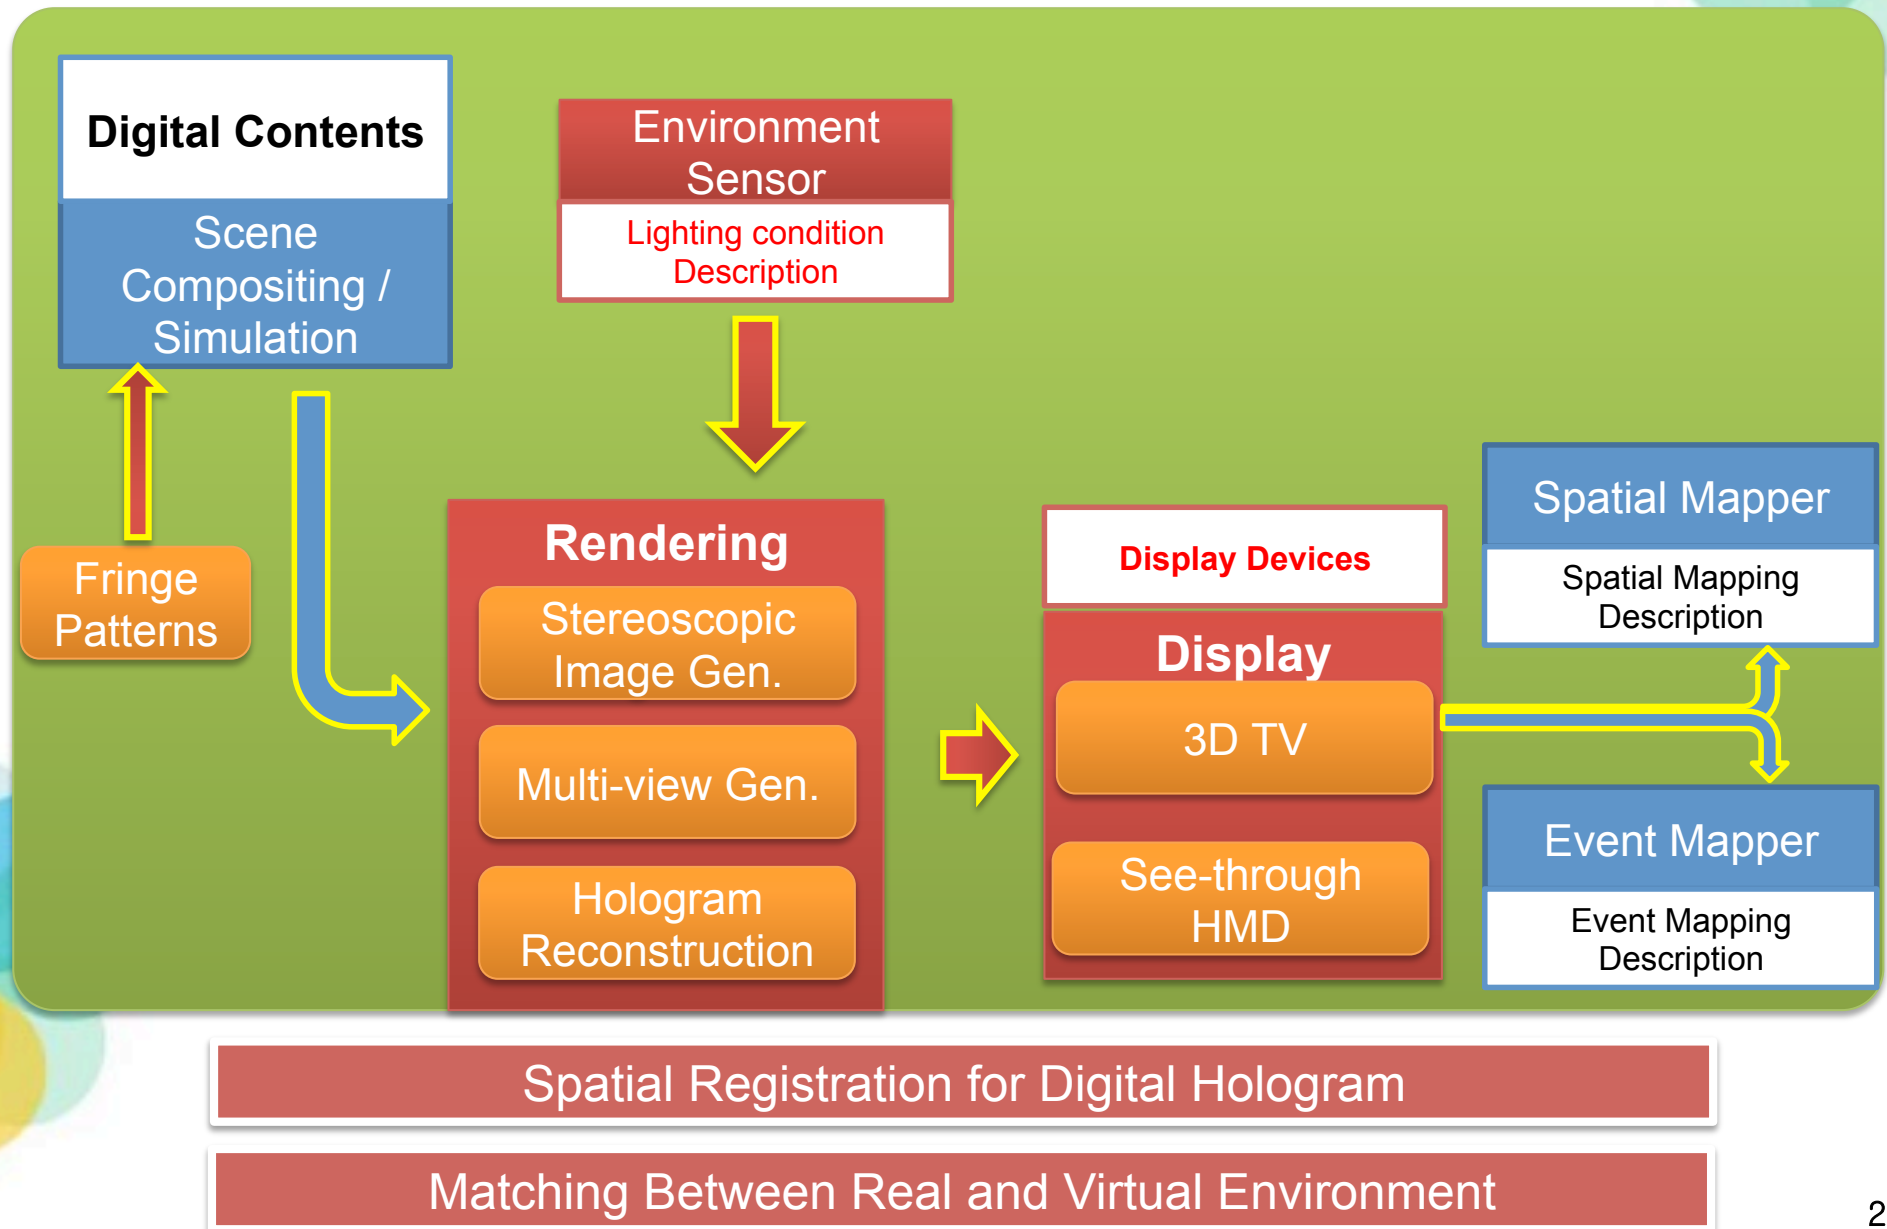 Digital Contents
Scene
Compositing /
Simulation
Environment
Sensor
Lighting condition
Description
Fringe
Patterns
Rendering
Stereoscopic
Image Gen.
Multi-view Gen.
Hologram
Reconstruction
Display Devices
Display
3D TV
See-through
HMD
Spatial Mapper
Spatial Mapping
Description
Event Mapper
Event Mapping
Description
Spatial Registration for Digital Hologram
Matching Between Real and Virtual Environment
2